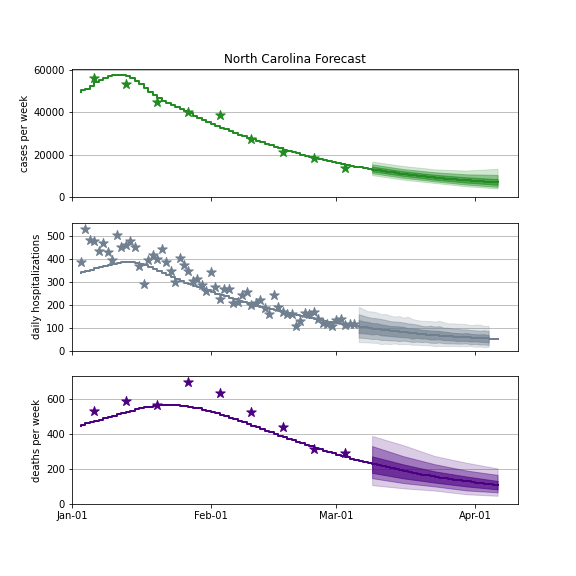 North Carolina Forecast
60000
40000
20000
0
cases per week
500
400
300
200
100
0
daily hospitalizations
600
400
200
0
deaths per week
Jan-01 Feb-01 Mar-01 Apr-01